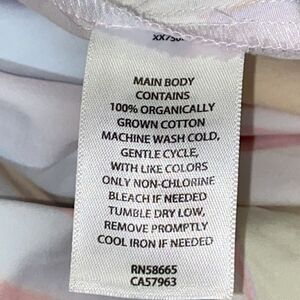 MAIN BODY
CONTAINS
100% ORGANICALLY
GROWN COTTON
MACHINE WASH COLD,
GENTLE CYCLE,
WITH LIKE COLORS
ONLY NON-CHLORINE
BLEACH IF NEEDED
TUMBLE DRY LOW,
REMOVE PROMPTLY
COOL IRON IF NEEDED
RN58665
CA57963